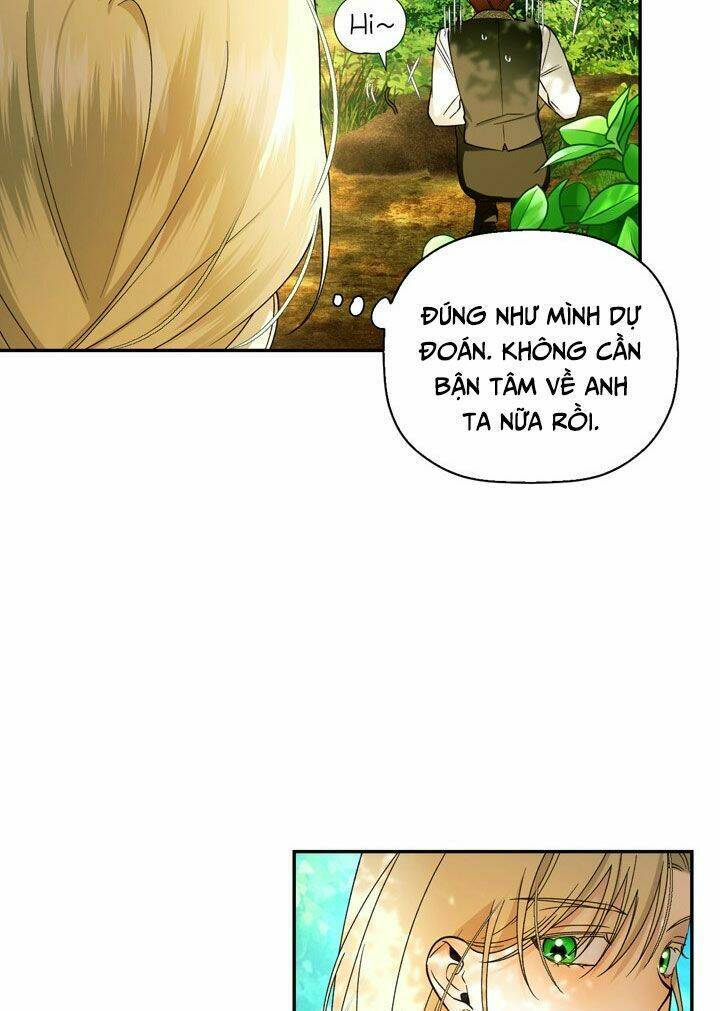 Hi~
ĐÚNG NHƯ MÌNH DỰ
ĐOÁN. KHÔNG CẦN
BẬN TÂM VỀ ANH
TA NỮA RỒI.